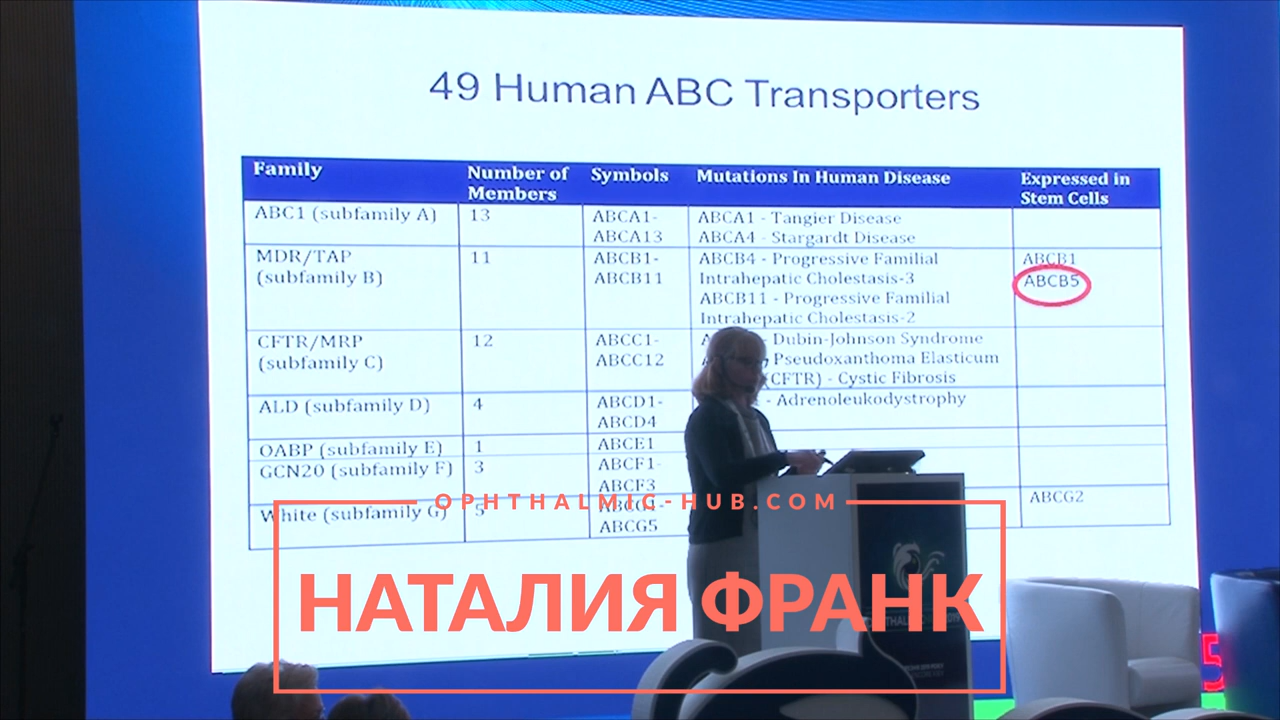 49 Human ABC Transporters
Family
Number of Members
Symbols
Mutations In Human Disease
Expressed in Stem Cells
ABC1 (subfamily A)
13
ABCA1-
ABCA13
ABCA1 - Tangier Disease
ABCA4 - Stargardt Disease
MDR/TAP
(subfamily B)
11
ABCB1-
ABCB11
ABCB4 - Progressive Familial
Intrahepatic Cholestasis-3
ABCB11 - Progressive Familial
Intrahepatic Cholestasis-2
ABCB1
ABCB5
CFTR/MRP
(subfamily C)
12
ABCC1-
ABCC12
- Dubin-Johnson Syndrome
Pseudoxanthoma Elasticum
(CFTR) - Cystic Fibrosis
ALD (subfamily D)
4
ABCD1-
ABCD4
- Adrenoleukodystrophy
OABP (subfamily E)
1
ABCE1
GCN20 (subfamily F)
3
ABCF1-
ABCF3
White (subfamily G)
5
ABCG5
ABCG2
OPHTHALMIC-HUB.COM
НАТАЛИЯ ФРАНК
5